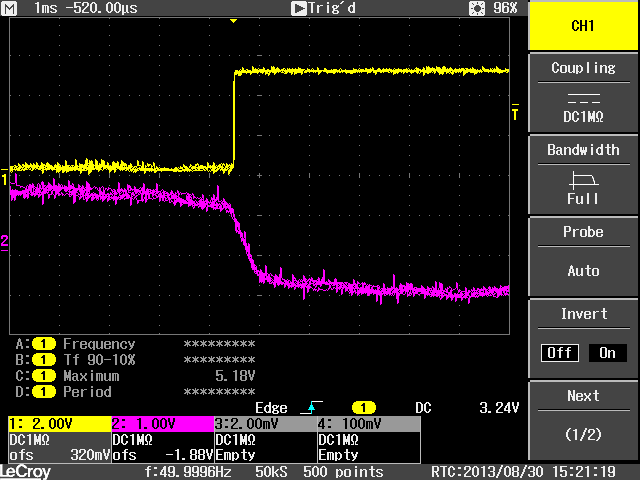 M 1ms -520.00µs Trig'd 96%
CH1
Coupling
DC1MΩ
Bandwidth
Full
Probe
Auto
Invert
Off On
Next
(1/2)
T
1
2
A: 1 Frequency *********
B: 1 Tf 90-10% *********
C: 1 Maximum 5.18V
D: 1 Period *********
Edge 1 DC 3.24V
1: 2.00V 2: 1.00V 3:2.00mV 4: 100mV
DC1MΩ DC1MΩ DC1MΩ DC1MΩ
ofs 320mV ofs -1.88V Empty Empty
LeCroy f:49.9996Hz 50kS 500 points RTC:2013/08/30 15:21:19